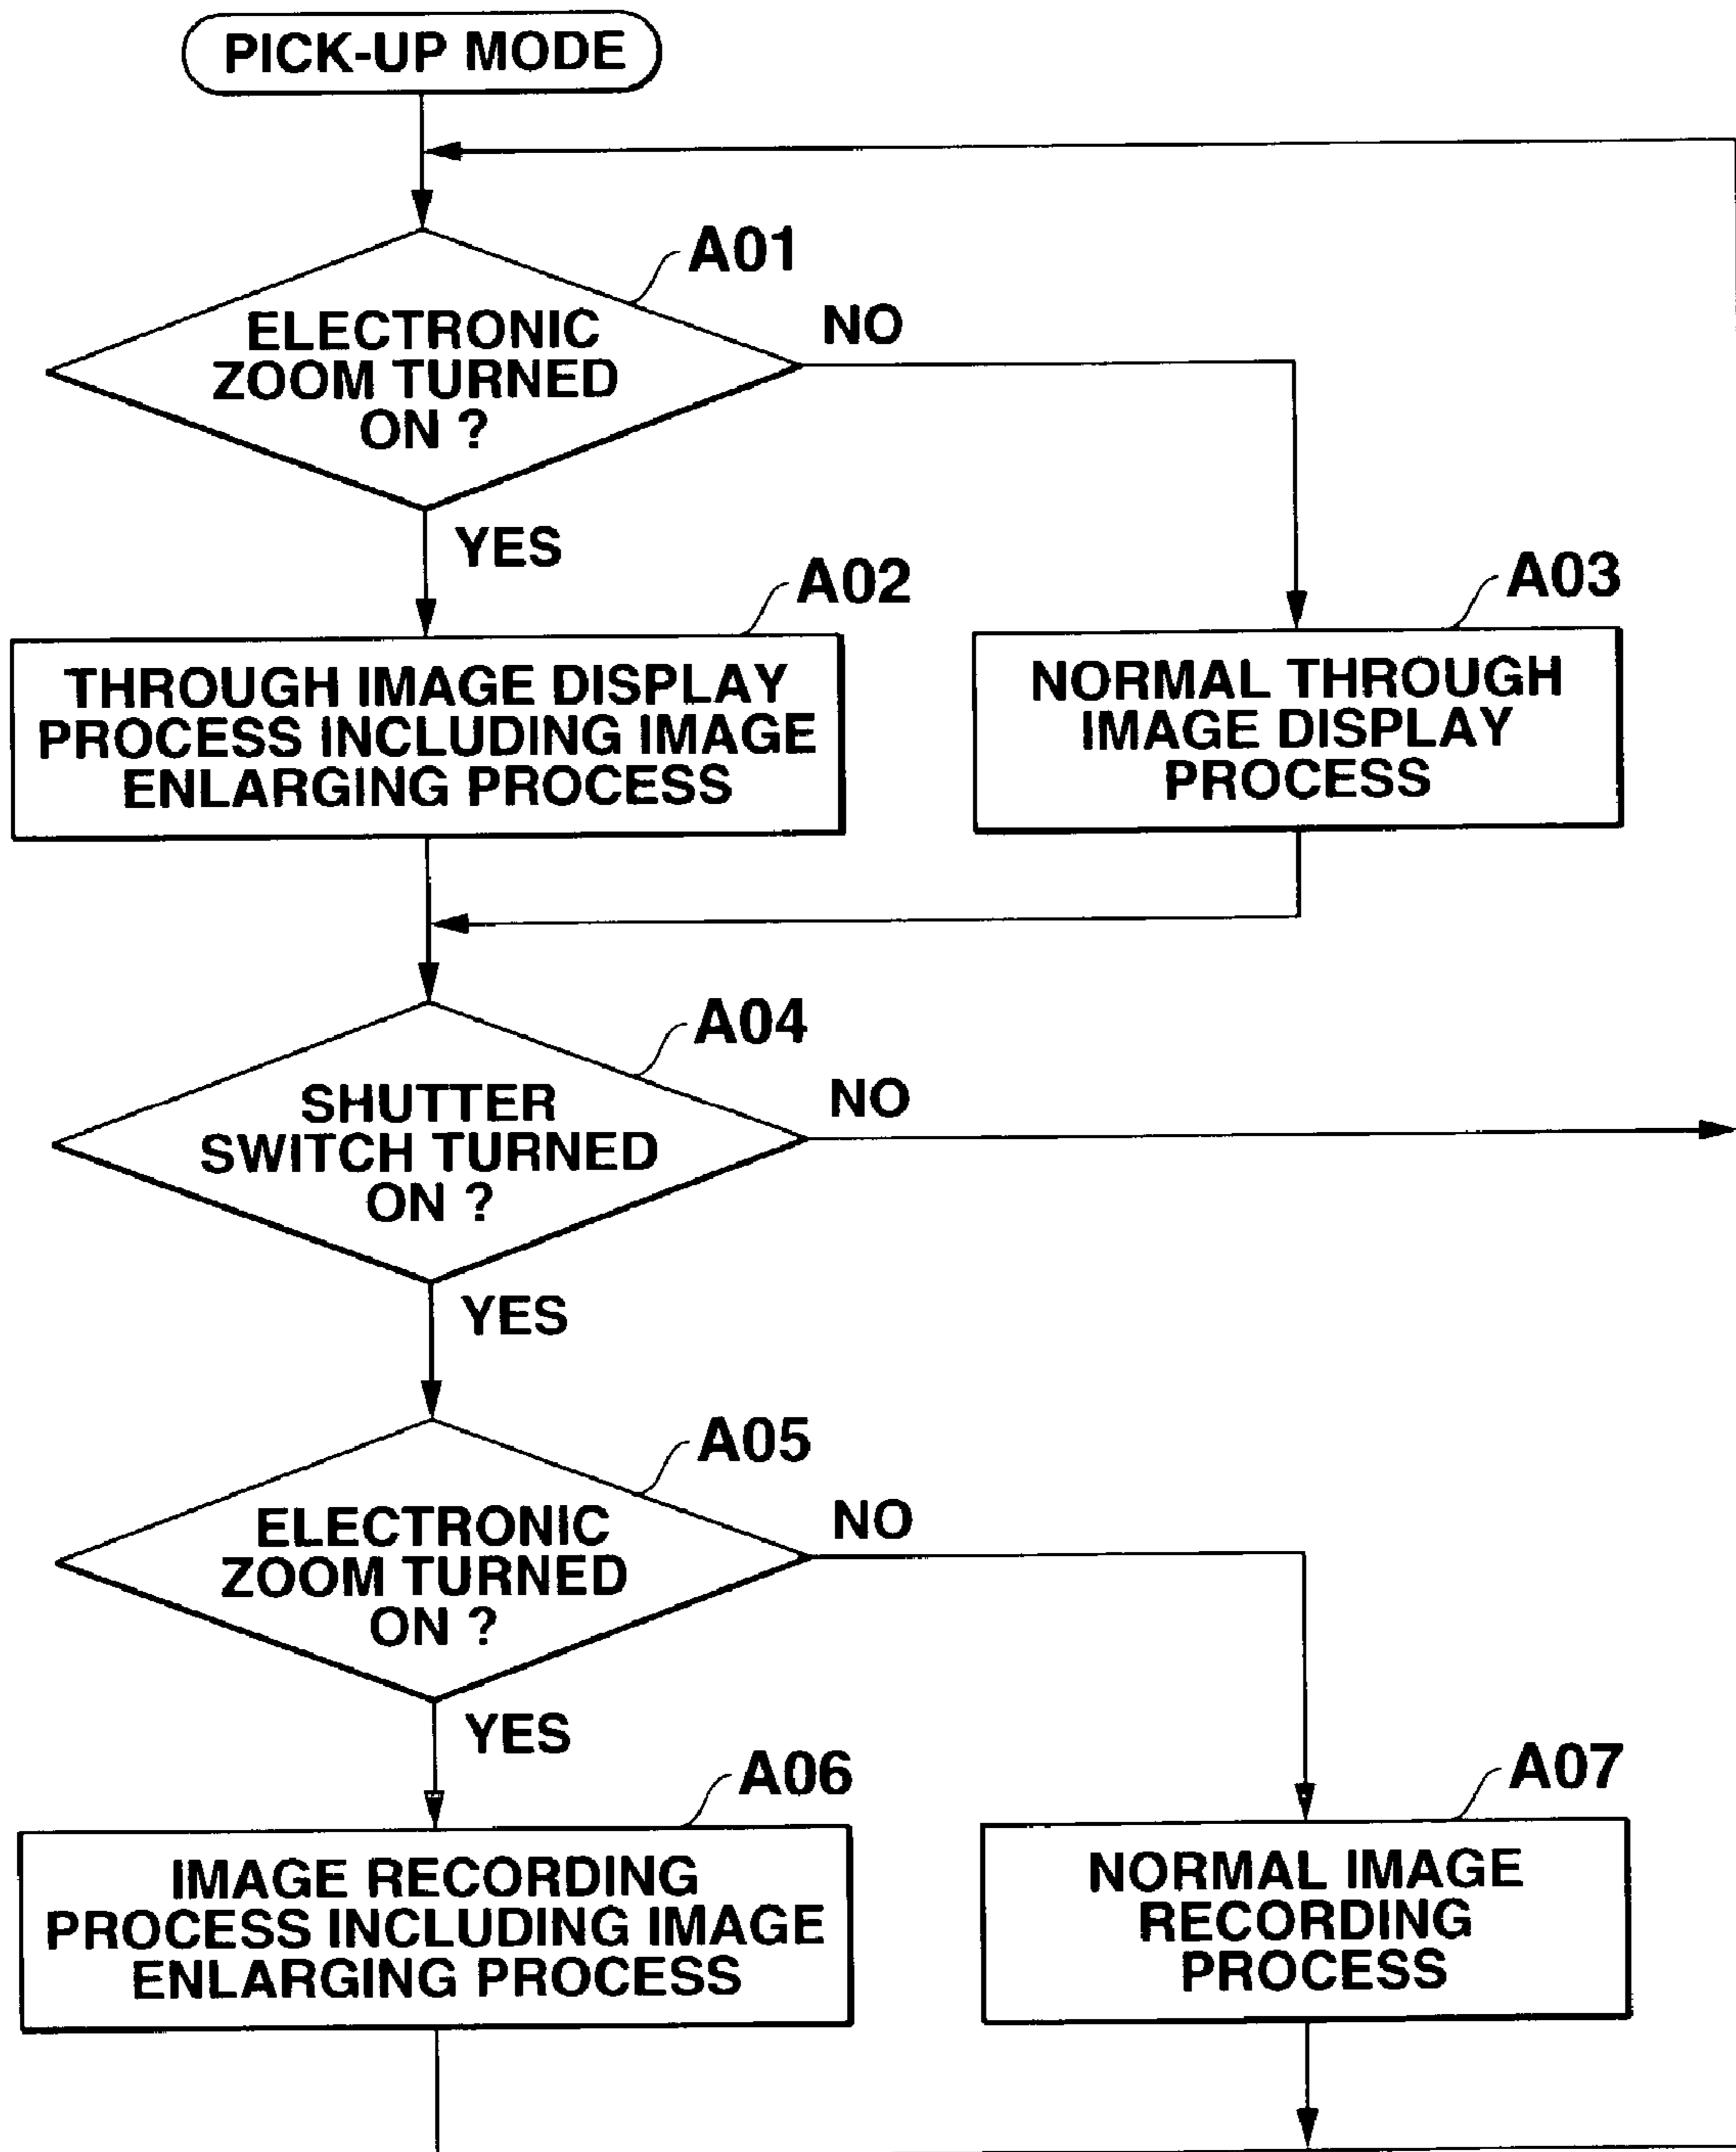 PICK-UP MODE
A01
ELECTRONIC
ZOOM TURNED
ON ?
NO
YES
A02
THROUGH IMAGE DISPLAY
PROCESS INCLUDING IMAGE
ENLARGING PROCESS
A03
NORMAL THROUGH
IMAGE DISPLAY
PROCESS
A04
SHUTTER
SWITCH TURNED
ON ?
NO
YES
A05
ELECTRONIC
ZOOM TURNED
ON ?
NO
YES
A06
IMAGE RECORDING
PROCESS INCLUDING IMAGE
ENLARGING PROCESS
A07
NORMAL IMAGE
RECORDING
PROCESS